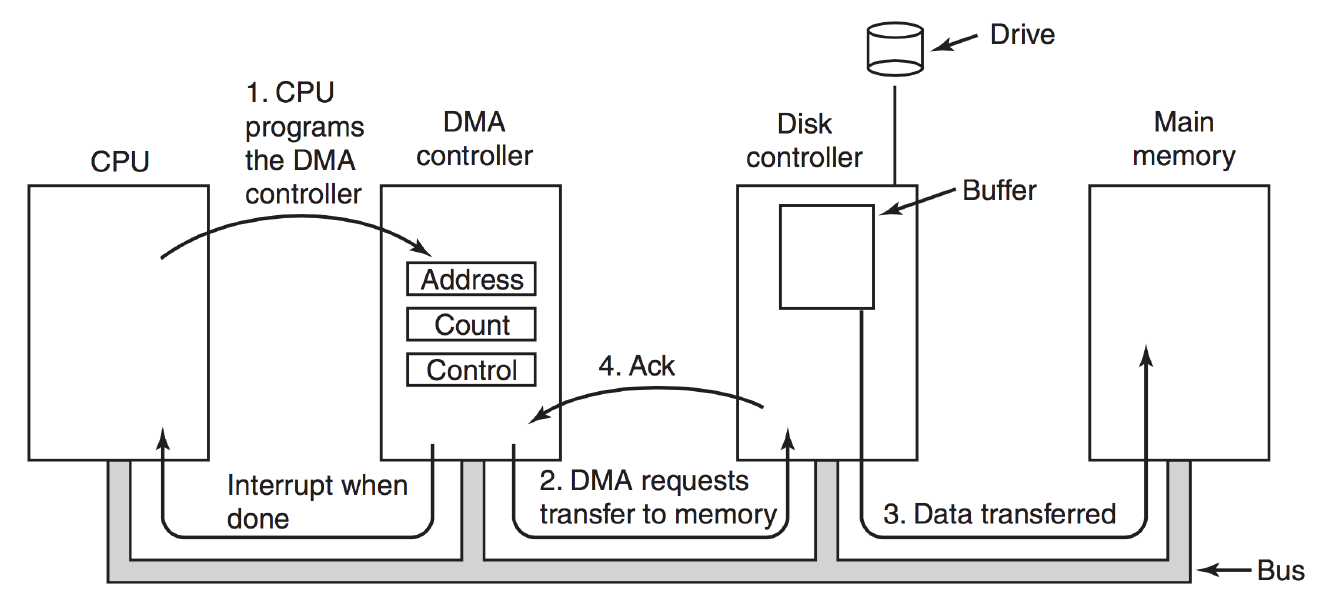 Drive
1. CPU
programs
the DMA
controller
CPU
DMA
controller
Disk
controller
Main
memory
Buffer
Address
Count
Control
4. Ack
Interrupt when
done
2. DMA requests
transfer to memory
3. Data transferred
Bus